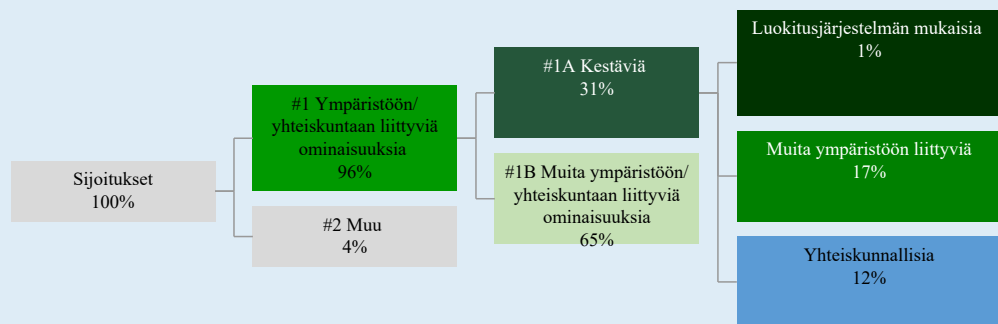 Sijoitukset
100%
#1 Ympäristöön/
yhteiskuntaan liittyviä
ominaisuuksia
96%
#2 Muu
4%
#1A Kestäviä
31%
#1B Muita ympäristöön/
yhteiskuntaan liittyviä
ominaisuuksia
65%
Luokitusjärjestelmän mukaisia
1%
Muita ympäristöön liittyviä
17%
Yhteiskunnallisia
12%